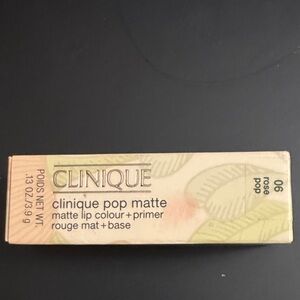 POIDS NET WT.
.13 OZ./3.9 g
CLINIQUE
clinique pop matte
matte lip colour + primer
rouge mat + base
06
rose
pop